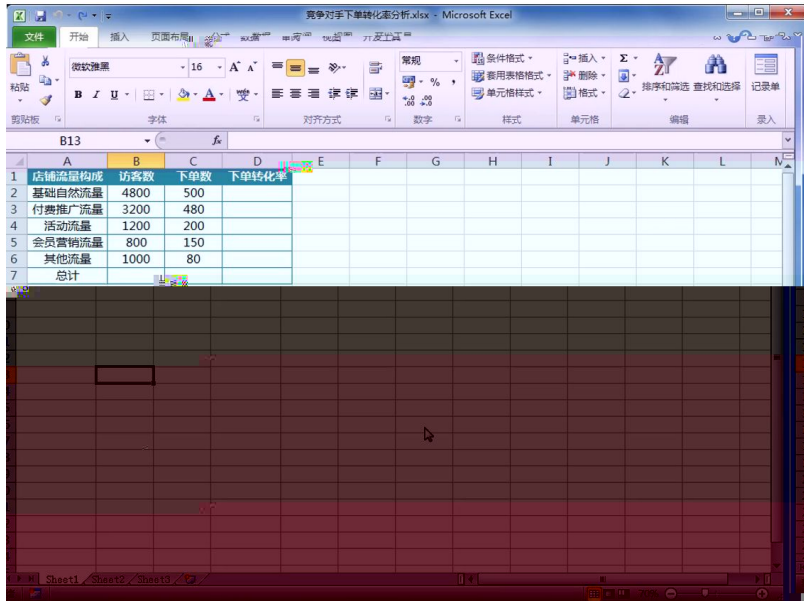 竞争对手下单转化率分析.xlsx - Microsoft Excel
文件 开始 插入 页面布局
微软雅黑 16 A A 常规 条件格式 插入 Σ
粘贴 套用表格格式 删除 排序和筛选 查找和选择 记录单
B I U A 变 % , 单元格样式 格式
剪贴板 字体 对齐方式 数字 样式 单元格 编辑 录入
B13 fx
A B C D E F G H I J K L M
1 店铺流量构成 访客数 下单数 下单转化率
2 基础自然流量 4800 500
3 付费推广流量 3200 480
4 活动流量 1200 200
5 会员营销流量 800 150
6 其他流量 1000 80
7 总计
Sheet1 Sheet2 Sheet3